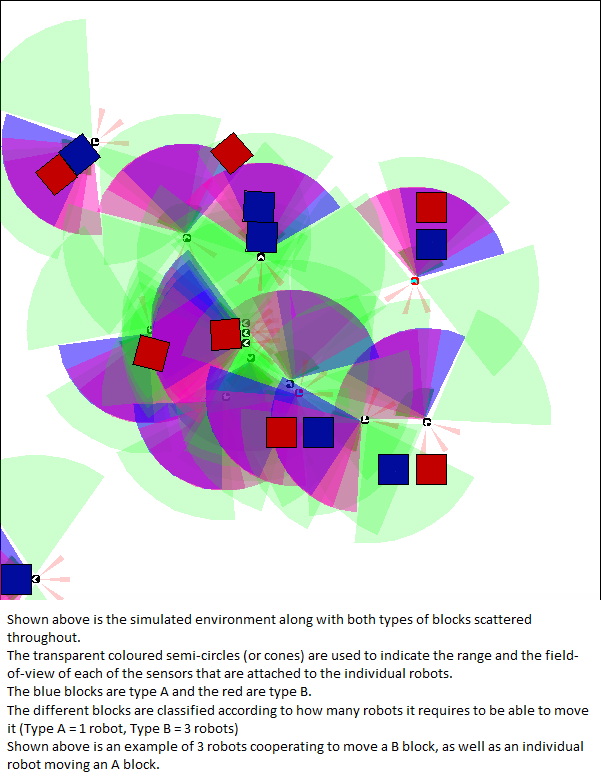 Shown above is the simulated environment along with both types of blocks scattered
throughout.
The transparent coloured semi-circles (or cones) are used to indicate the range and the field-
of-view of each of the sensors that are attached to the individual robots.
The blue blocks are type A and the red are type B.
The different blocks are classified according to how many robots it requires to be able to move
it (Type A = 1 robot, Type B = 3 robots)
Shown above is an example of 3 robots cooperating to move a B block, as well as an individual
robot moving an A block.